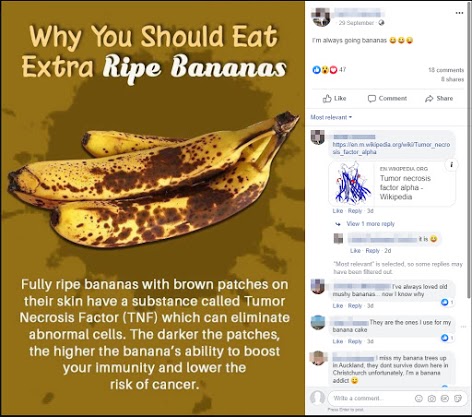 Why You Should Eat
Extra Ripe Bananas
Fully ripe bananas with brown patches on
their skin have a substance called Tumor
Necrosis Factor (TNF) which can eliminate
abnormal cells. The darker the patches,
the higher the banana's ability to boost
your immunity and lower the
risk of cancer.
29 September ·
I'm always going bananas
47
18 comments
8 shares
Like Comment Share
Most relevant
https://en.m.wikipedia.org/wiki/Tumor_necro
sis_factor_alpha
EN.WIKIPEDIA.ORG
Tumor necrosis
factor alpha -
Wikipedia
i
Like · Reply · 3d
View 1 more reply
It is
Like · Reply · 2d
"Most relevant" is selected, so some replies may
have been filtered out.
I've always loved old
mushy bananas... now I know why
1
Like · Reply · 3d
They are the ones I use for my
banana cake
1
Like · Reply · 3d
I miss my banana trees up
in Auckland, they dont survive down here in
Christchurch unfortunately, I'm a banana
addict
1
Write a comment...
Press Enter to post.